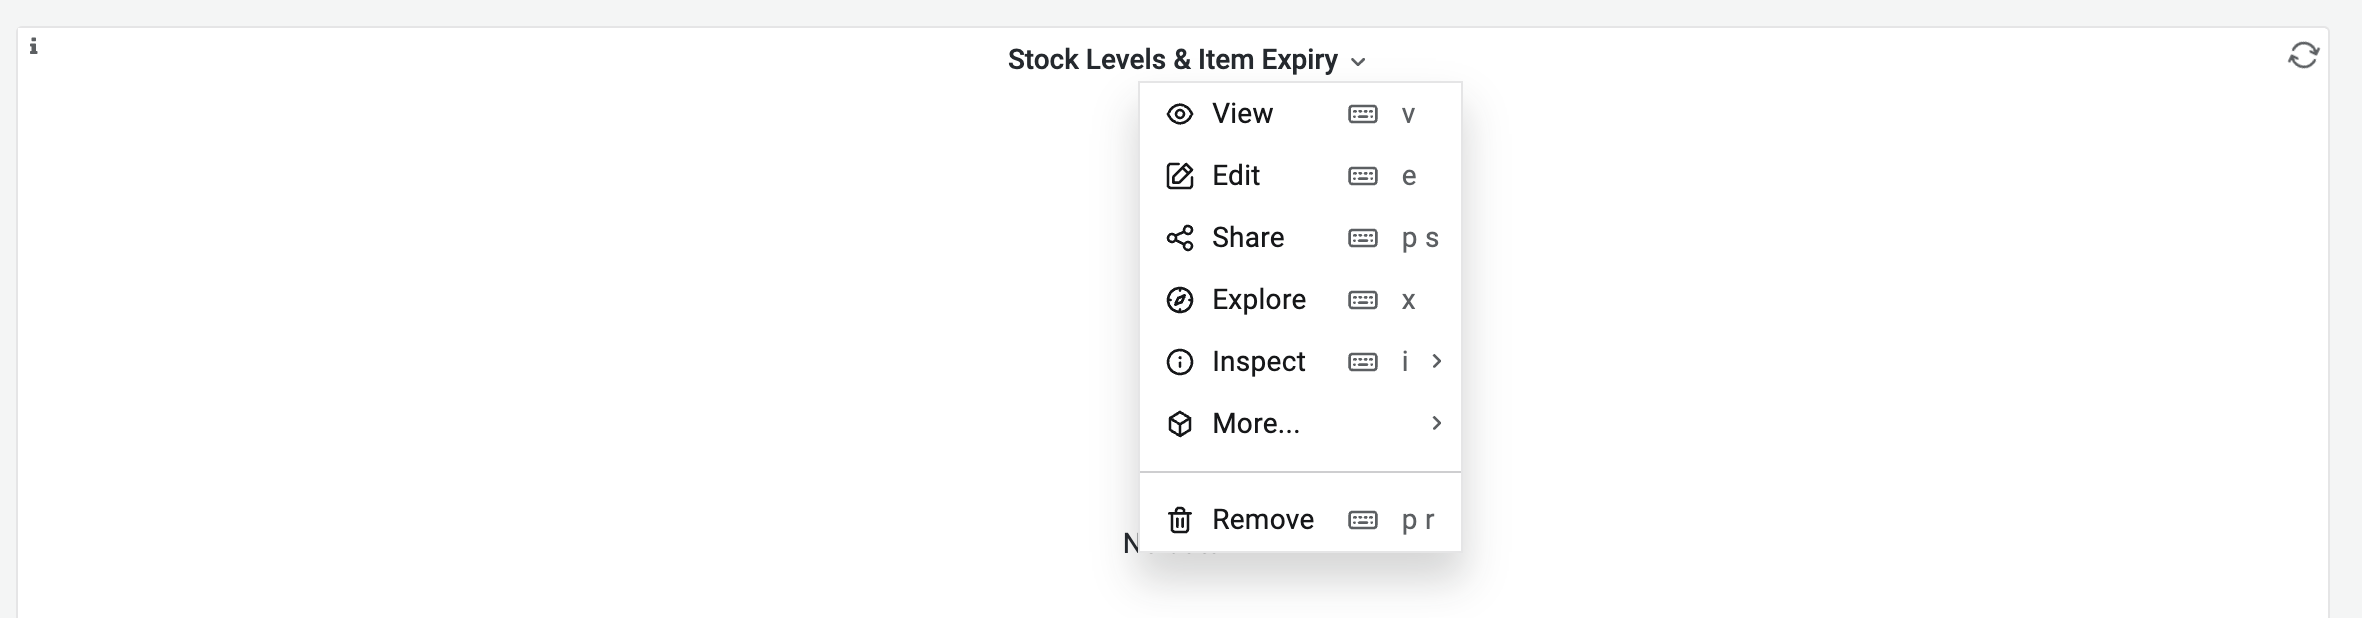 Stock Levels & Item Expiry
View v
Edit e
Share p s
Explore x
Inspect i
More...
Remove p r